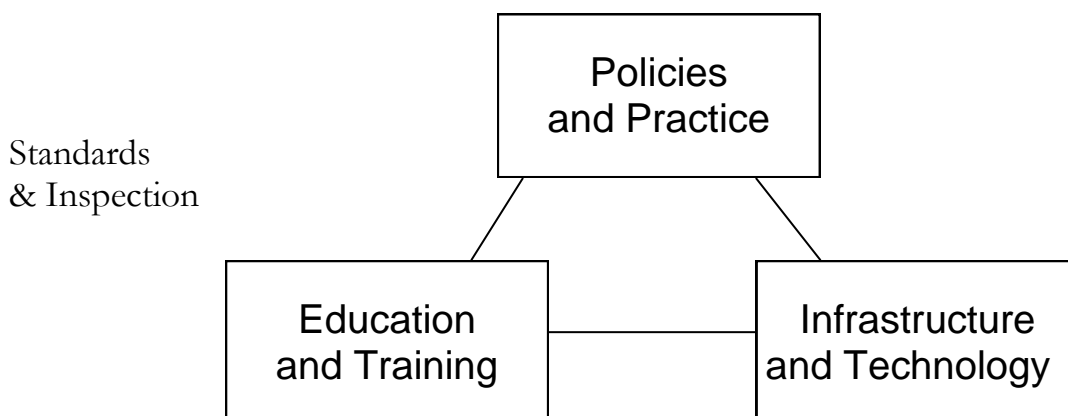 Policies
and Practice
Standards
& Inspection
Education
and Training
Infrastructure
and Technology